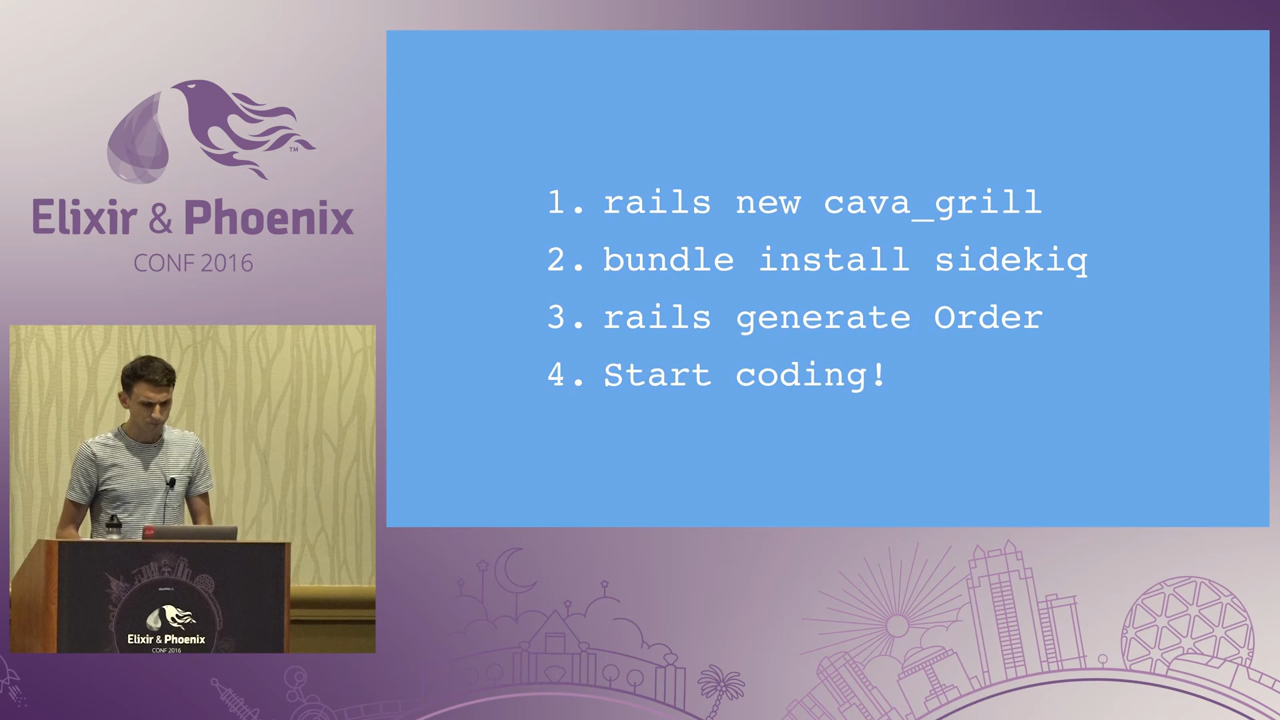 Elixir & Phoenix
™
CONF 2016
1. rails new cava_grill
2. bundle install sidekiq
3. rails generate Order
4. Start coding!
Elixir & Phoenix
CONF 2016